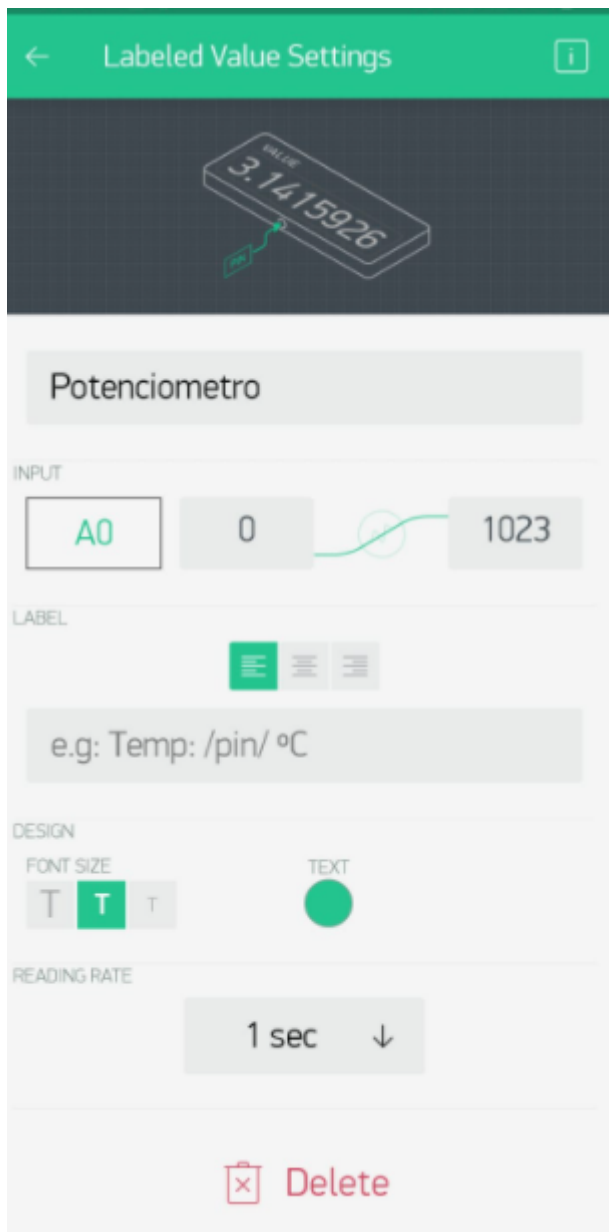 Labeled Value Settings
i
VALUE
3.1415926
PIN
Potenciometro
INPUT
A0 0 1023
LABEL
e.g: Temp: /pin/ ºC
DESIGN
FONT SIZE TEXT
T T T
READING RATE
1 sec
Delete